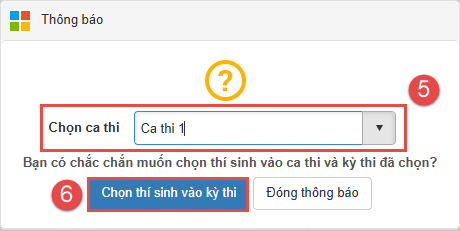 Thông báo
?
5
Chọn ca thi Ca thi 1
Bạn có chắc chắn muốn chọn thí sinh vào ca thi và kỳ thi đã chọn?
6 Chọn thí sinh vào kỳ thi Đóng thông báo